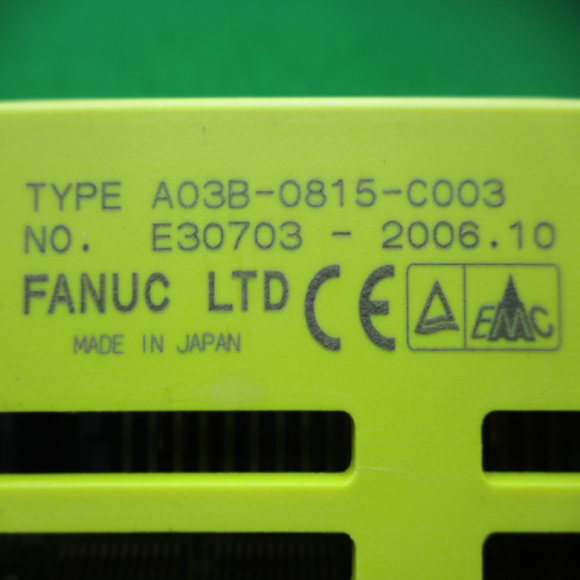 TYPE A03B-0815-C003
NO. E30703 - 2006.10
FANUC LTD CE EMC
MADE IN JAPAN